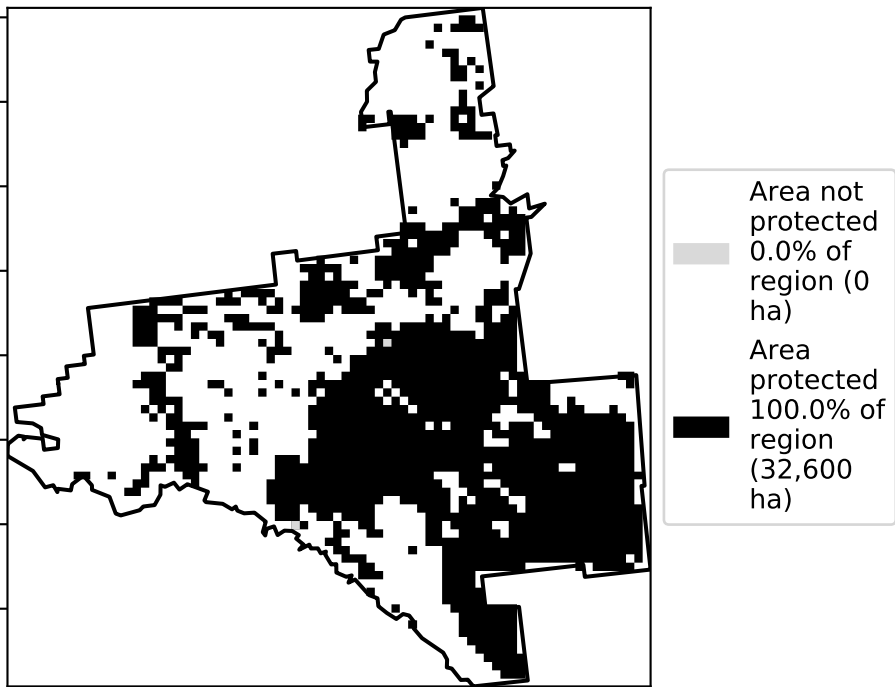 Area not
protected
0.0% of
region (0
ha)
Area
protected
100.0% of
region
(32,600
ha)